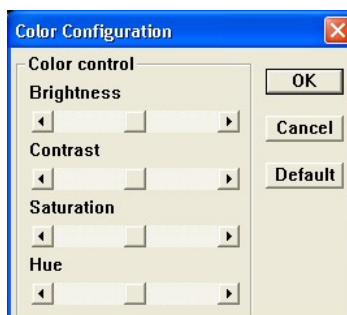 Color Configuration
Color control
Brightness
Contrast
Saturation
Hue
OK
Cancel
Default